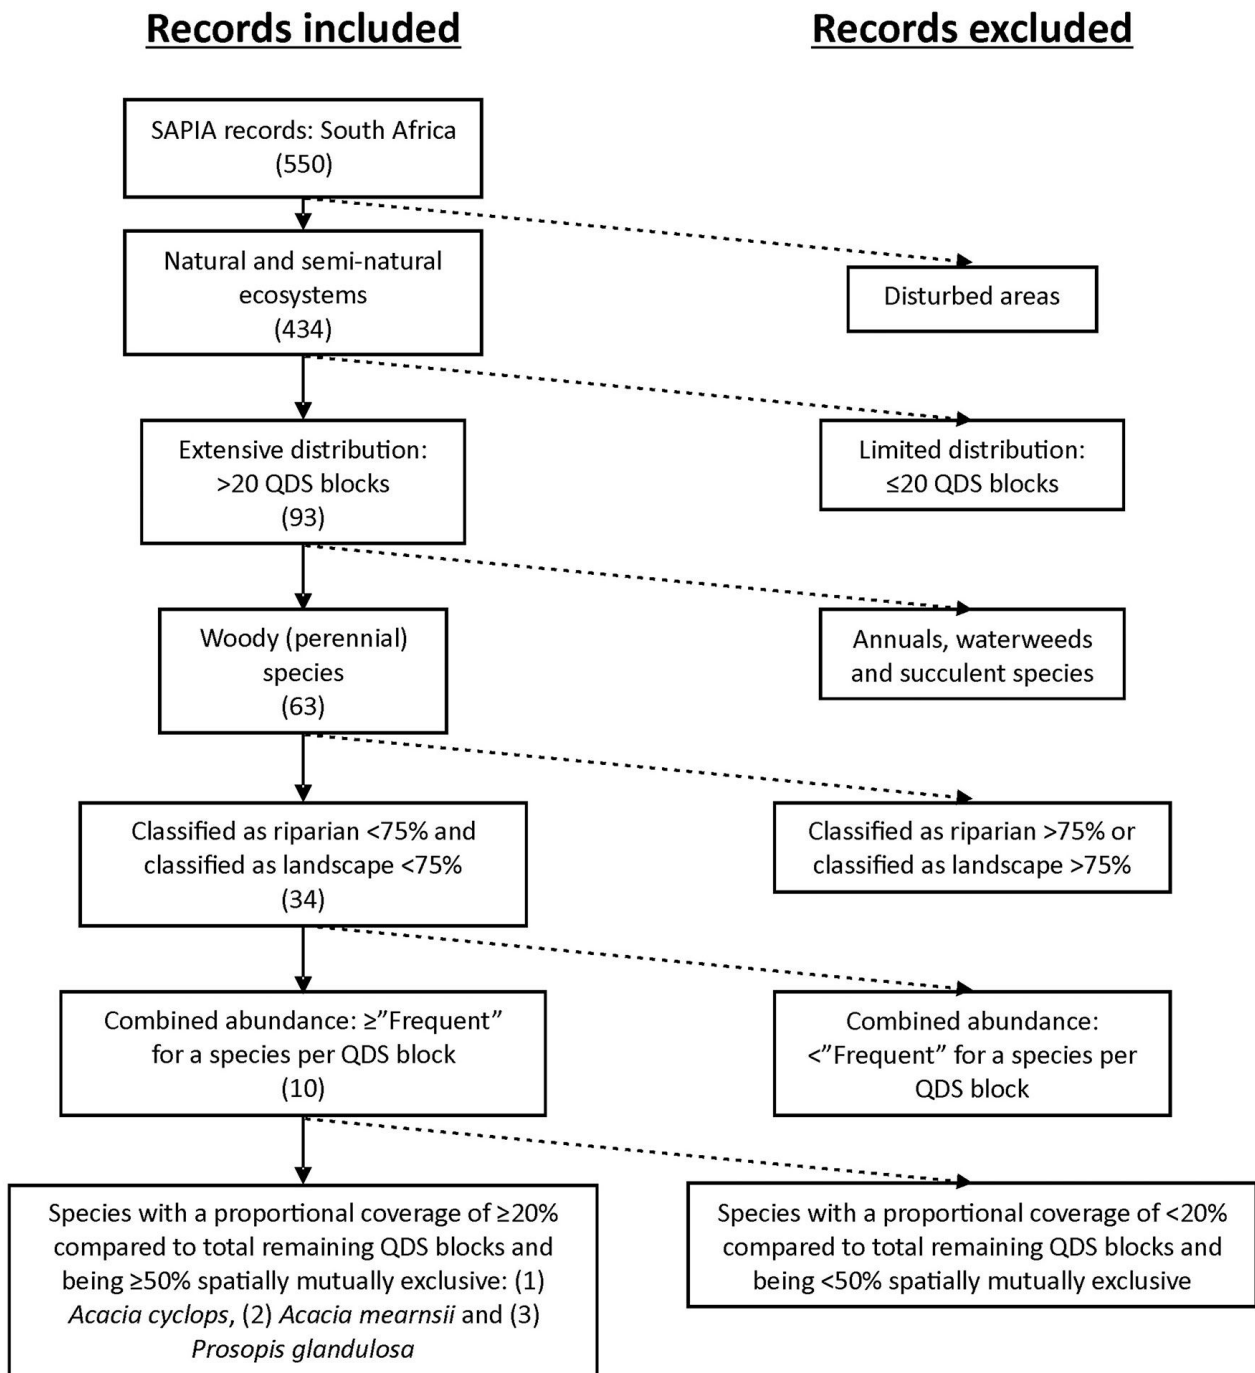 Records included
Records excluded
SAPIA records: South Africa
(550)
Natural and semi-natural
ecosystems
(434)
Disturbed areas
Extensive distribution:
>20 QDS blocks
(93)
Limited distribution:
≤20 QDS blocks
Woody (perennial)
species
(63)
Annuals, waterweeds
and succulent species
Classified as riparian <75% and
classified as landscape <75%
(34)
Classified as riparian >75% or
classified as landscape >75%
Combined abundance: ≥”Frequent”
for a species per QDS block
(10)
Combined abundance:
<”Frequent” for a species per
QDS block
Species with a proportional coverage of ≥20%
compared to total remaining QDS blocks and
being ≥50% spatially mutually exclusive: (1)
Acacia cyclops, (2) Acacia mearnsii and (3)
Prosopis glandulosa
Species with a proportional coverage of <20%
compared to total remaining QDS blocks and
being <50% spatially mutually exclusive